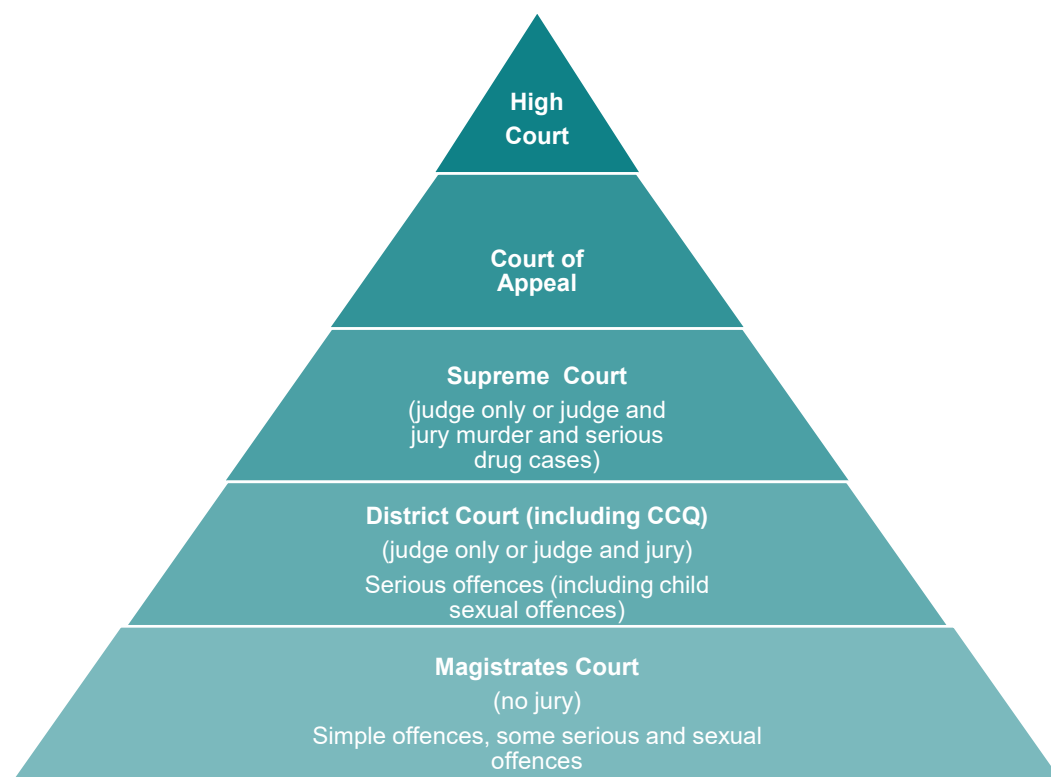 High
Court
Court of
Appeal
Supreme Court
(judge only or judge and
jury murder and serious
drug cases)
District Court (including CCQ)
(judge only or judge and jury)
Serious offences (including child
sexual offences)
Magistrates Court
(no jury)
Simple offences, some serious and sexual
offences